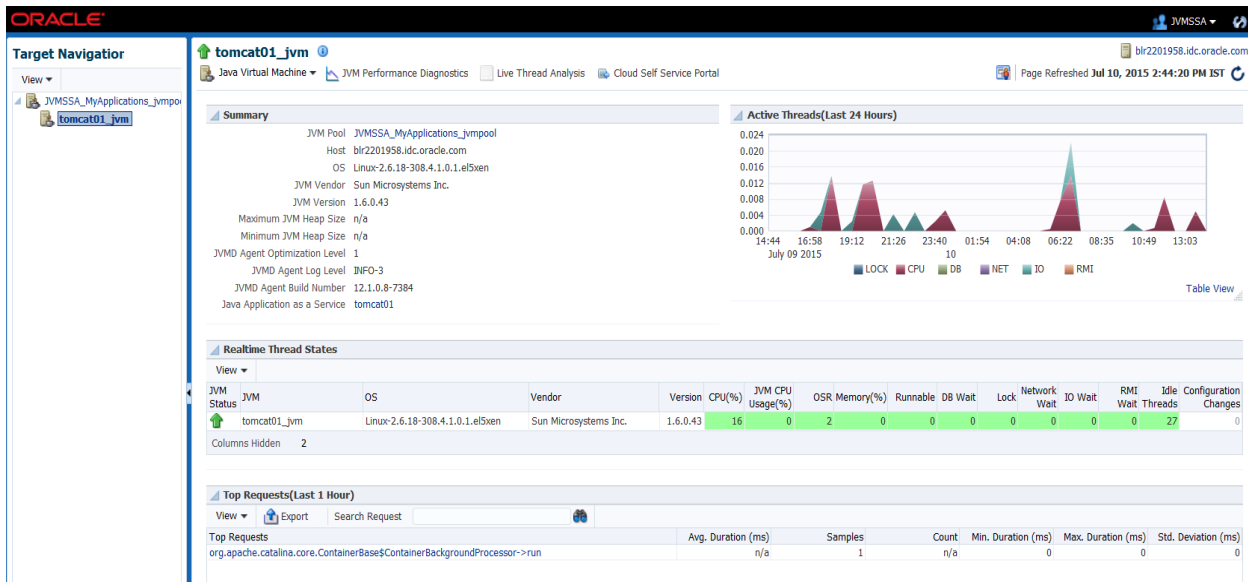 ORACLE
JVMSSA
Target Navigatior
View
JVMSSA_MyApplications_jvmpo
tomcat01_jvm
tomcat01_jvm
blr2201958.idc.oracle.com
Java Virtual Machine
JVM Performance Diagnostics
Live Thread Analysis
Cloud Self Service Portal
Page Refreshed Jul 10, 2015 2:44:20 PM IST
Summary
JVM Pool JVMSSA_MyApplications_jvmpool
Host blr2201958.idc.oracle.com
OS Linux-2.6.18-308.4.1.0.1.el5xen
JVM Vendor Sun Microsystems Inc.
JVM Version 1.6.0.43
Maximum JVM Heap Size n/a
Minimum JVM Heap Size n/a
JVMD Agent Optimization Level 1
JVMD Agent Log Level INFO-3
JVMD Agent Build Number 12.1.0.8-7384
Java Application as a Service tomcat01
Active Threads(Last 24 Hours)
0.024
0.020
0.016
0.012
0.008
0.004
0.000
14:44 16:58 19:12 21:26 23:40 01:54 04:08 06:22 08:35 10:49 13:03
July 09 2015 10
LOCK CPU DB NET IO RMI
Table View
Realtime Thread States
View
JVM Status JVM OS Vendor Version CPU(%) JVM CPU Usage(%) OSR Memory(%) Runnable DB Wait Lock Network Wait IO Wait RMI Wait Idle Threads Configuration Changes
tomcat01_jvm Linux-2.6.18-308.4.1.0.1.el5xen Sun Microsystems Inc. 1.6.0.43 16 0 2 0 0 0 0 0 0 0 27 0
Columns Hidden 2
Top Requests(Last 1 Hour)
View Export Search Request
Top Requests Avg. Duration (ms) Samples Count Min. Duration (ms) Max. Duration (ms) Std. Deviation (ms)
org.apache.catalina.core.ContainerBase$ContainerBackgroundProcessor->run n/a 1 n/a 0 0 0